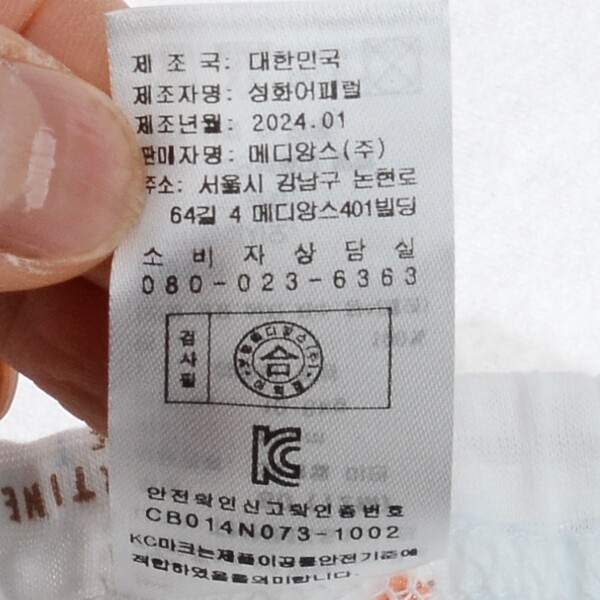 제 조 국: 대한민국
제조자명: 성화어패럴
제조년월: 2024.01
판매자명: 메디앙스(주)
주소: 서울시 강남구 논현로
64길 4 메디앙스401빌딩
소 비 자 상 담 실
080-023-6363
검사필
합
안전확인신고확인증번호
CB014N073-1002
KC마크는제품이공통안전기준에
적합하였음을의미합니다.